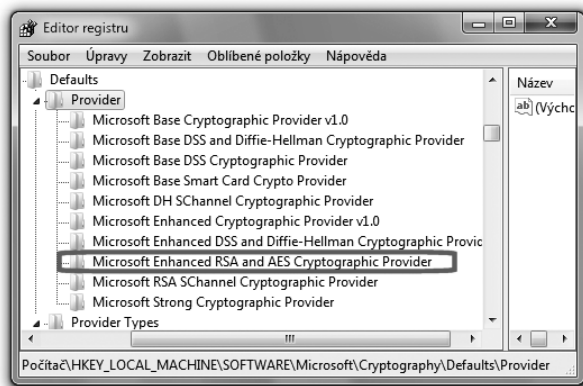 Editor registru
Soubor Úpravy Zobrazit Oblíbené položky Nápověda
Defaults
Provider
Microsoft Base Cryptographic Provider v1.0
Microsoft Base DSS and Diffie-Hellman Cryptographic Provider
Microsoft Base DSS Cryptographic Provider
Microsoft Base Smart Card Crypto Provider
Microsoft DH SChannel Cryptographic Provider
Microsoft Enhanced Cryptographic Provider v1.0
Microsoft Enhanced DSS and Diffie-Hellman Cryptographic Provid
Microsoft Enhanced RSA and AES Cryptographic Provider
Microsoft RSA SChannel Cryptographic Provider
Microsoft Strong Cryptographic Provider
Provider Types
Název
ab (Výcho
Počítač\HKEY_LOCAL_MACHINE\SOFTWARE\Microsoft\Cryptography\Defaults\Provider